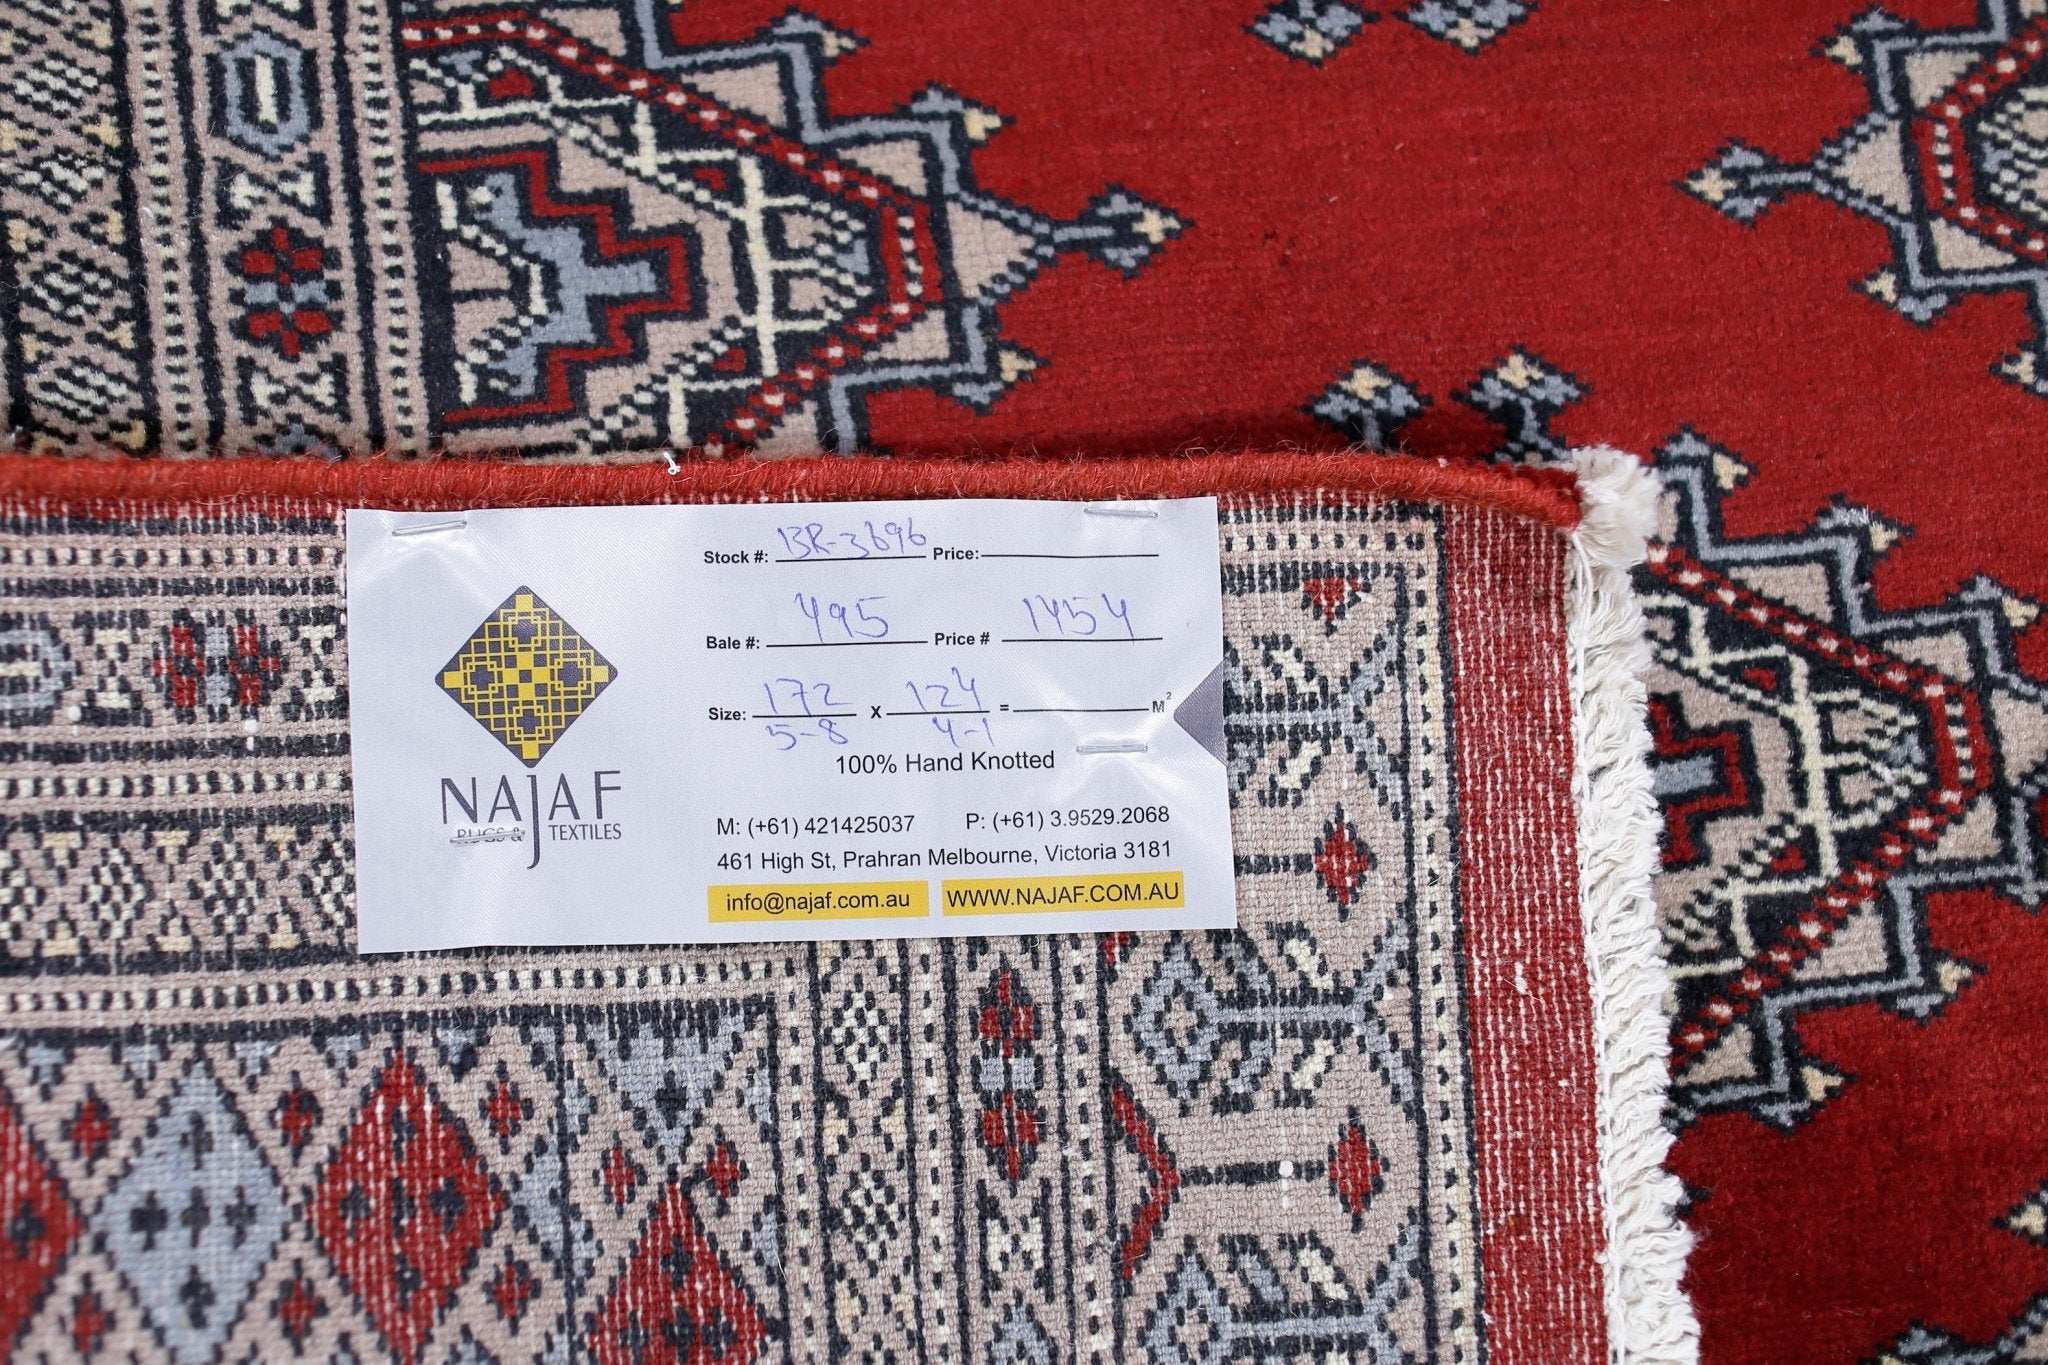 Stock #: BR-3696 Price:
Bale #: 495 Price # 1454
Size: 172 x 124 = M²
5-8 4-1
100% Hand Knotted
NAJAF
RUGS & TEXTILES
M: (+61) 421425037 P: (+61) 3.9529.2068
461 High St, Prahran Melbourne, Victoria 3181
info@najaf.com.au WWW.NAJAF.COM.AU